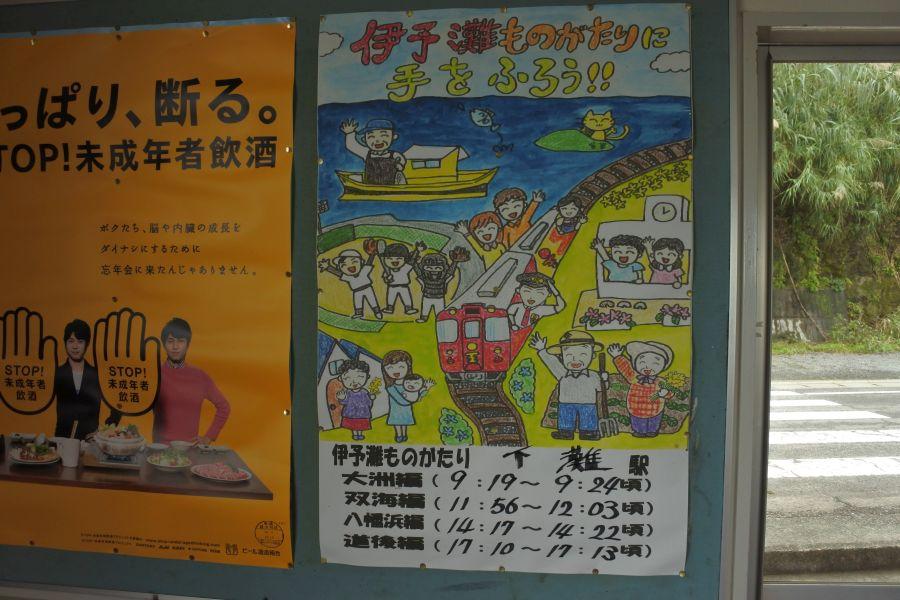 っぱり、断る。
STOP!未成年者飲酒
ボクたち、脳や内臓の成長を
ダイナシにするために
忘年会に来たんじゃありません。
STOP!
未成年者
飲酒
STOP!
未成年者
飲酒
ビール酒造組合
伊予灘ものがたりに
手をふろう!!
伊予灘ものがたり 下灘駅
大洲編(9:19~9:24頃)
双海編(11:56~12:03頃)
八幡浜編(14:17~14:22頃)
道後編(17:10~17:13頃)